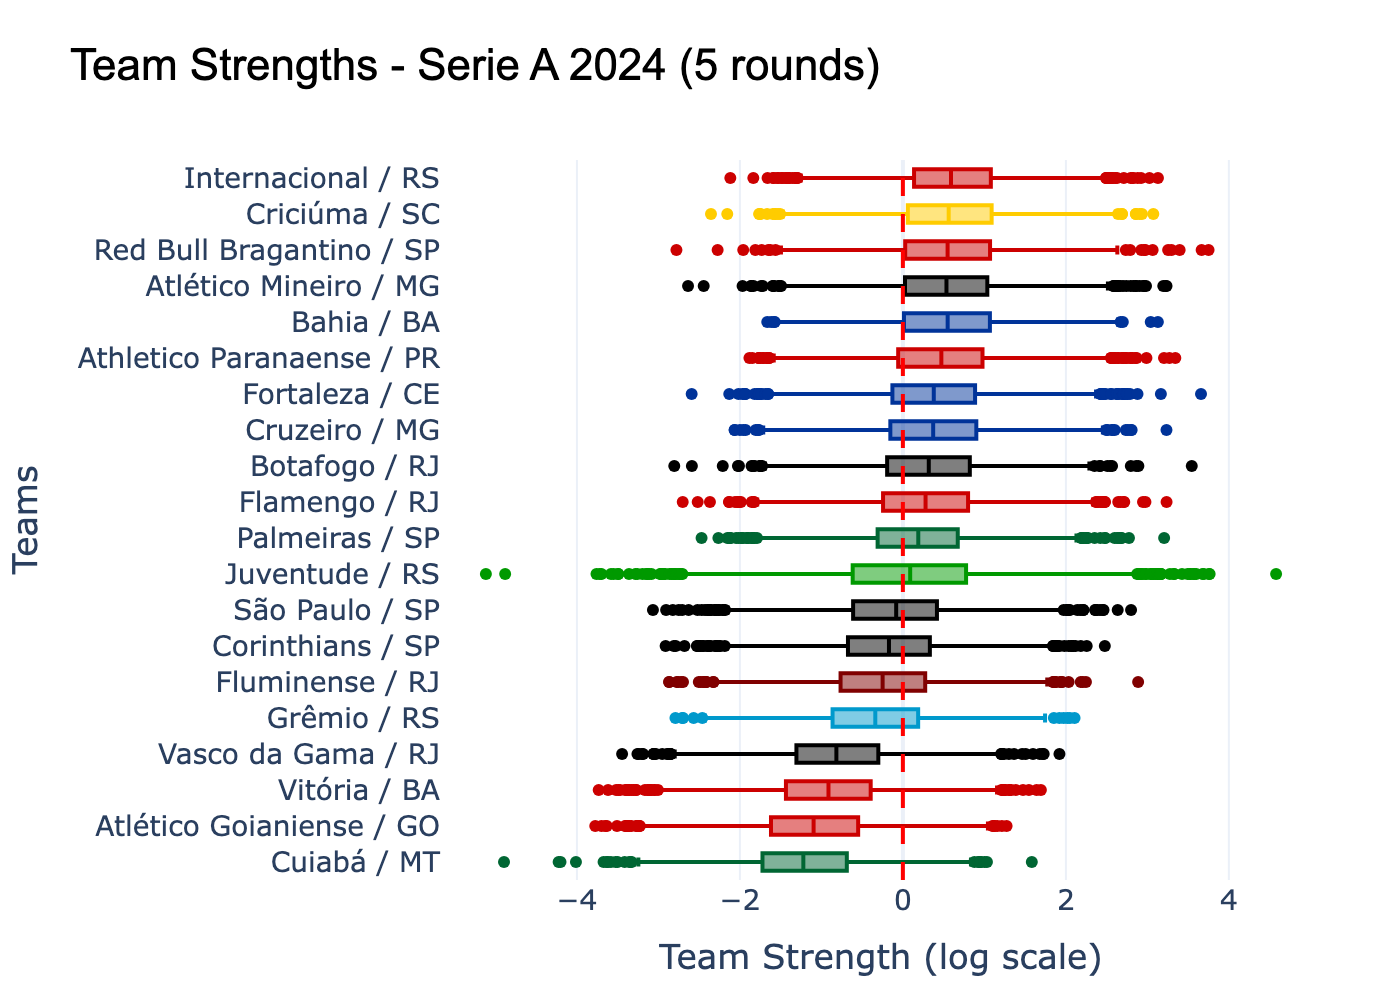 Team Strengths - Serie A 2024 (5 rounds)
Teams
Internacional / RS
Criciúma / SC
Red Bull Bragantino / SP
Atlético Mineiro / MG
Bahia / BA
Athletico Paranaense / PR
Fortaleza / CE
Cruzeiro / MG
Botafogo / RJ
Flamengo / RJ
Palmeiras / SP
Juventude / RS
São Paulo / SP
Corinthians / SP
Fluminense / RJ
Grêmio / RS
Vasco da Gama / RJ
Vitória / BA
Atlético Goianiense / GO
Cuiabá / MT
−4 −2 0 2 4
Team Strength (log scale)